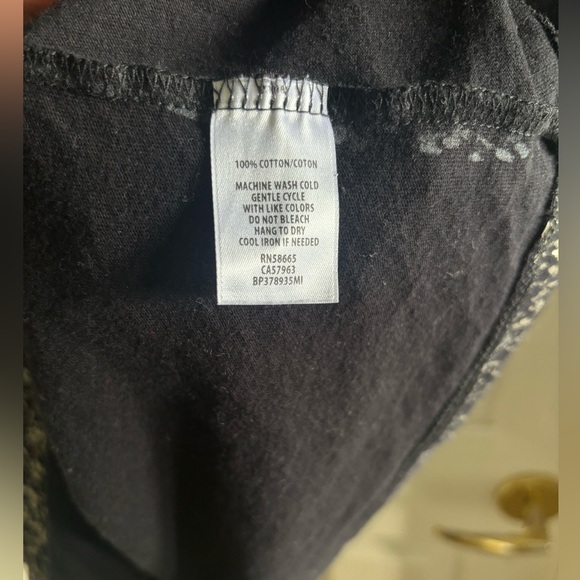 100% COTTON/COTON
MACHINE WASH COLD
GENTLE CYCLE
WITH LIKE COLORS
DO NOT BLEACH
HANG TO DRY
COOL IRON IF NEEDED
RN58665
CA57963
BP378935MI